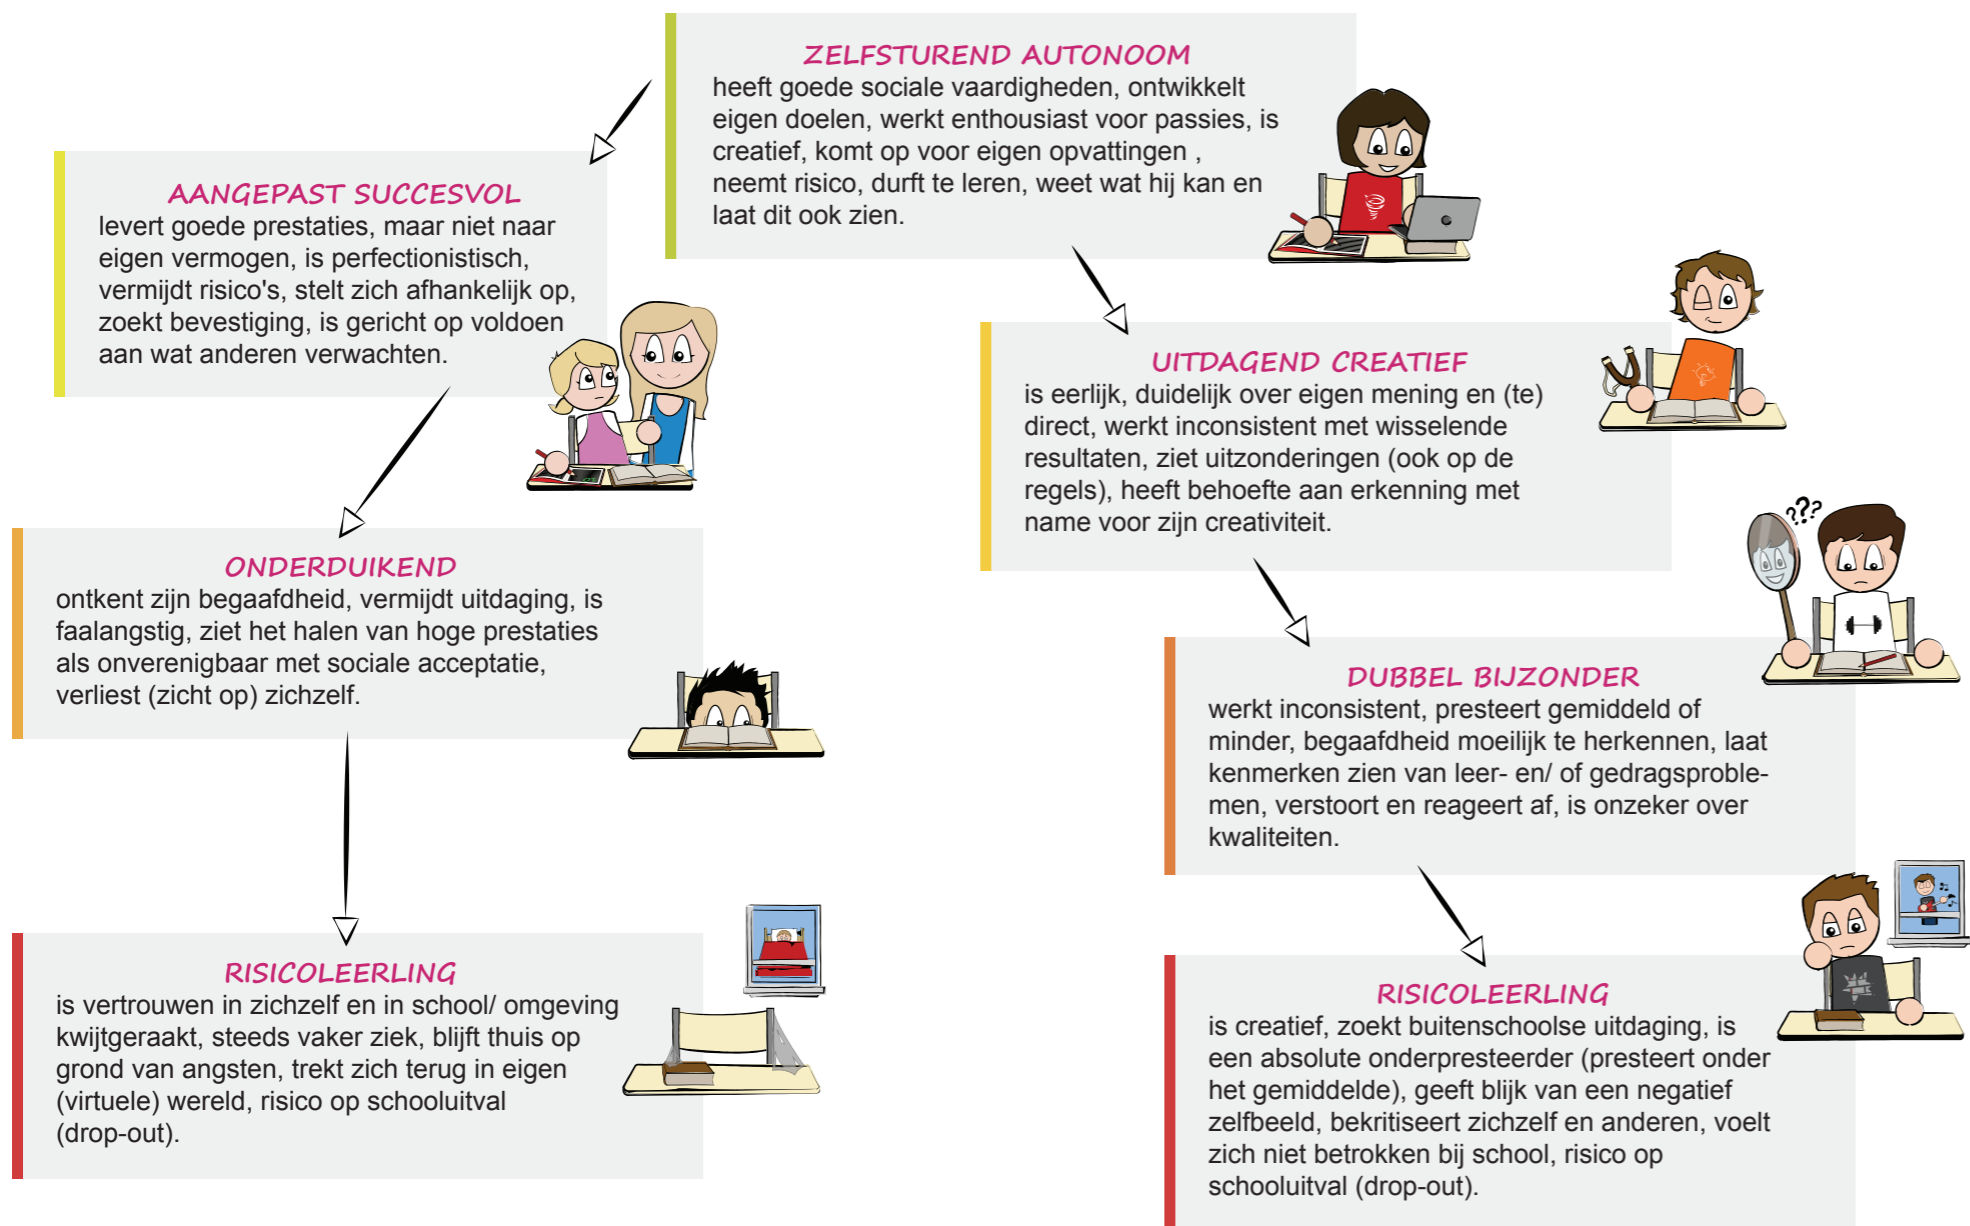 ZELFSTUREND AUTONOOM
heeft goede sociale vaardigheden, ontwikkelt
eigen doelen, werkt enthousiast voor passies, is
creatief, komt op voor eigen opvattingen ,
neemt risico, durft te leren, weet wat hij kan en
laat dit ook zien.
AANGEPAST SUCCESVOL
levert goede prestaties, maar niet naar
eigen vermogen, is perfectionistisch,
vermijdt risico's, stelt zich afhankelijk op,
zoekt bevestiging, is gericht op voldoen
aan wat anderen verwachten.
UITDAGEND CREATIEF
is eerlijk, duidelijk over eigen mening en (te)
direct, werkt inconsistent met wisselende
resultaten, ziet uitzonderingen (ook op de
regels), heeft behoefte aan erkenning met
name voor zijn creativiteit.
ONDERDUIKEND
ontkent zijn begaafdheid, vermijdt uitdaging, is
faalangstig, ziet het halen van hoge prestaties
als onverenigbaar met sociale acceptatie,
verliest (zicht op) zichzelf.
???
DUBBEL BIJZONDER
werkt inconsistent, presteert gemiddeld of
minder, begaafdheid moeilijk te herkennen, laat
kenmerken zien van leer- en/ of gedragsproble-
men, verstoort en reageert af, is onzeker over
kwaliteiten.
RISICOLEERLING
is vertrouwen in zichzelf en in school/ omgeving
kwijtgeraakt, steeds vaker ziek, blijft thuis op
grond van angsten, trekt zich terug in eigen
(virtuele) wereld, risico op schooluitval
(drop-out).
RISICOLEERLING
is creatief, zoekt buitenschoolse uitdaging, is
een absolute onderpresteerder (presteert onder
het gemiddelde), geeft blijk van een negatief
zelfbeeld, bekritiseert zichzelf en anderen, voelt
zich niet betrokken bij school, risico op
schooluitval (drop-out).